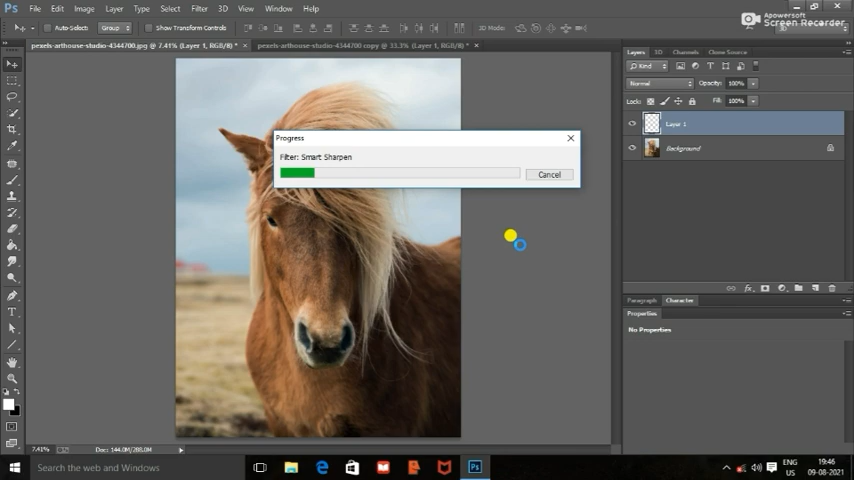 Ps File Edit Image Layer Type Select Filter 3D View Window Help
Apowersoft
Screen Recorder
Auto-Select Group Show Transform Controls 3D Mode:
pexels-arthouse-studio-4344700.jpg @ 7.41% (Layer 1, RGB/8) * ×
pexels-arthouse-studio-4344700 copy @ 33.3% (Layer 1, RGB/8) * ×
Layers 3D Channels Clone Source
Kind
Normal Opacity: 100%
Lock: Fill: 100%
Layer 1
Background
Progress
Filter: Smart Sharpen
Cancel
fx
Paragraph Character
Properties
No Properties
7.41% Doc: 144.0M/288.0M
Search the web and Windows
Ps
ENG
US
19:46
09-08-2021